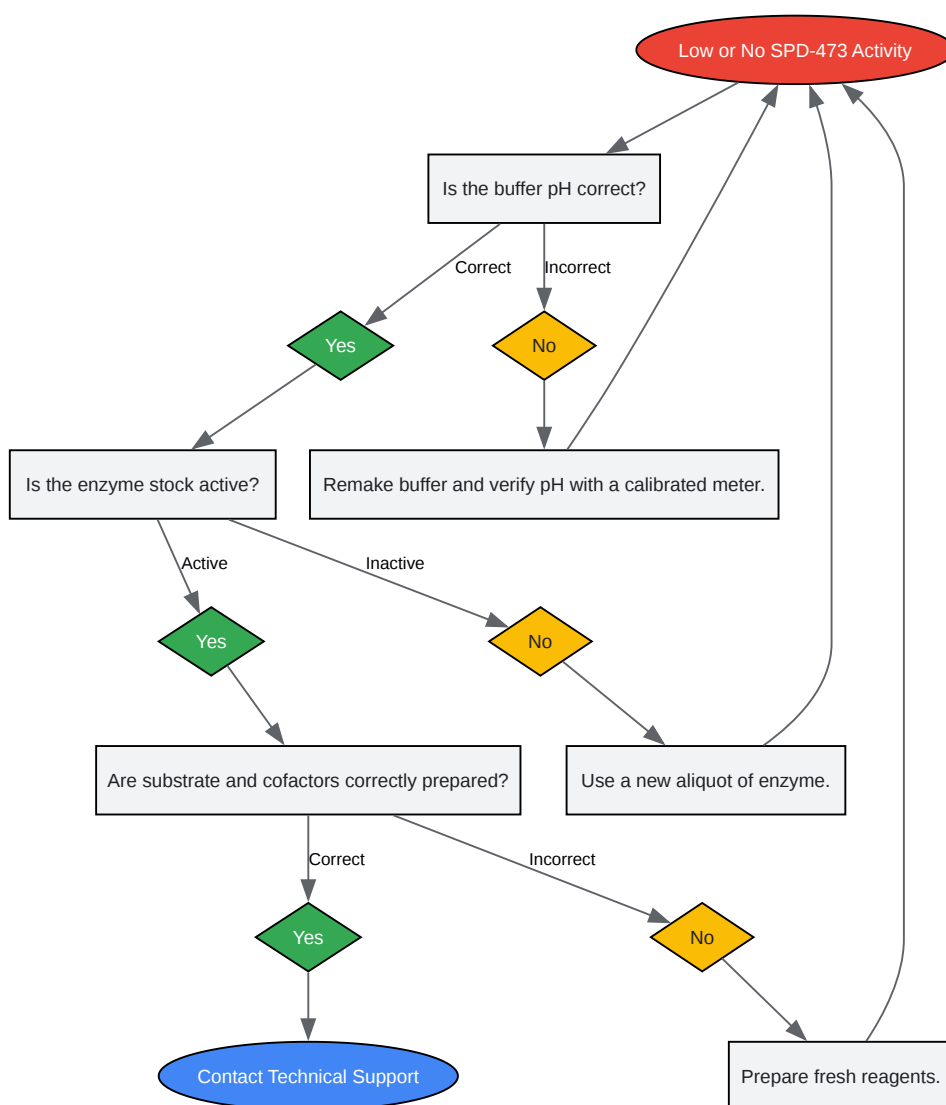 Low or No SPD-473 Activity
Is the buffer pH correct?
Correct
Incorrect
Yes
No
Is the enzyme stock active?
Remake buffer and verify pH with a calibrated meter.
Active
Inactive
Yes
No
Are substrate and cofactors correctly prepared?
Use a new aliquot of enzyme.
Correct
Incorrect
Yes
No
Contact Technical Support
Prepare fresh reagents.